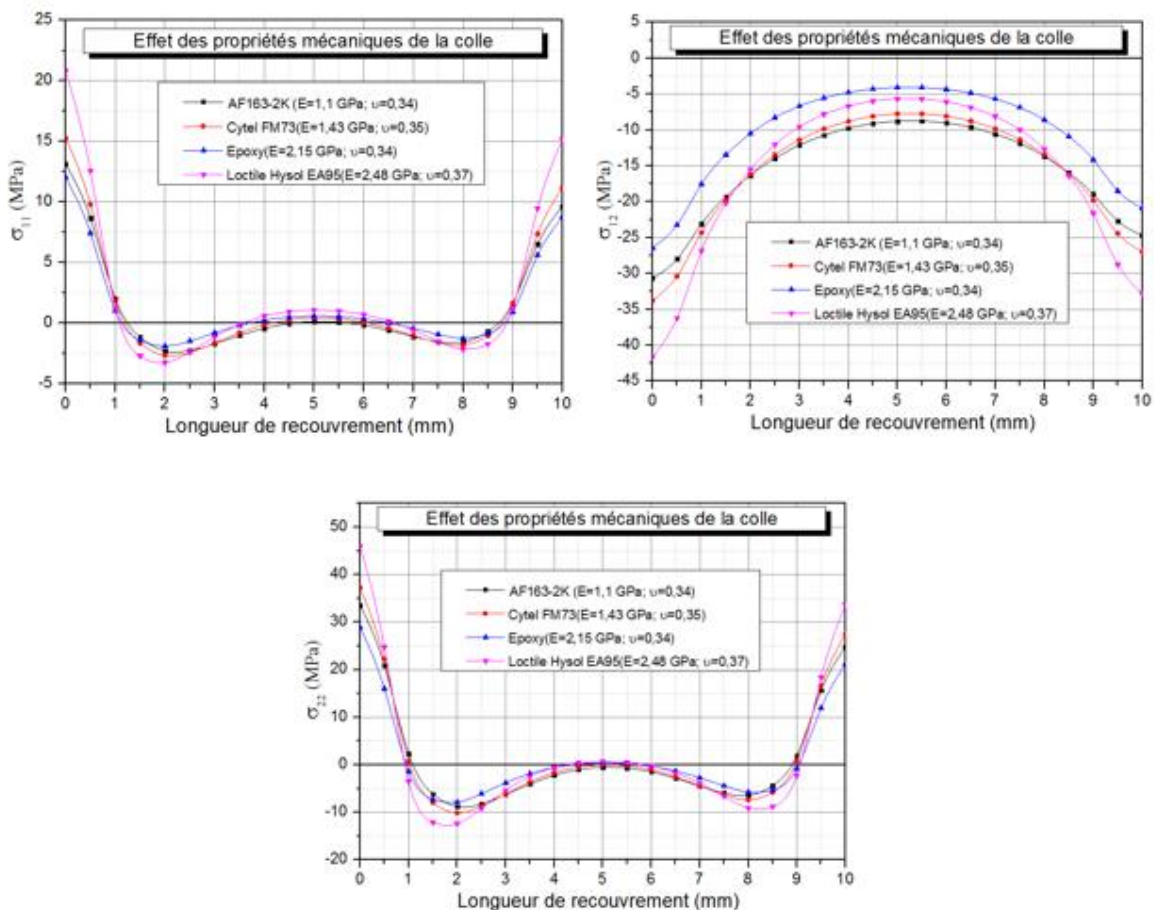 Effet des propriétés mécaniques de la colle
AF163-2K (E=1,1 GPa; υ=0,34)
Cytel FM73(E=1,43 GPa; υ=0,35)
Epoxy(E=2,15 GPa; υ=0,34)
Loctile Hysol EA95(E=2,48 GPa; υ=0,37)
σ₁₁ (MPa)
25
20
15
10
5
0
-5
0 1 2 3 4 5 6 7 8 9 10
Longueur de recouvrement (mm)
Effet des propriétés mécaniques de la colle
AF163-2K (E=1,1 GPa; υ=0,34)
Cytel FM73(E=1,43 GPa; υ=0,35)
Epoxy(E=2,15 GPa; υ=0,34)
Loctile Hysol EA95(E=2,48 GPa; υ=0,37)
σ₁₂ (MPa)
5
0
-5
-10
-15
-20
-25
-30
-35
-40
-45
0 1 2 3 4 5 6 7 8 9 10
Longueur de recouvrement (mm)
Effet des propriétés mécaniques de la colle
AF163-2K (E=1,1 GPa; υ=0,34)
Cytel FM73(E=1,43 GPa; υ=0,35)
Epoxy(E=2,15 GPa; υ=0,34)
Loctile Hysol EA95(E=2,48 GPa; υ=0,37)
σ₂₂ (MPa)
50
40
30
20
10
0
-10
-20
0 1 2 3 4 5 6 7 8 9 10
Longueur de recouvrement (mm)